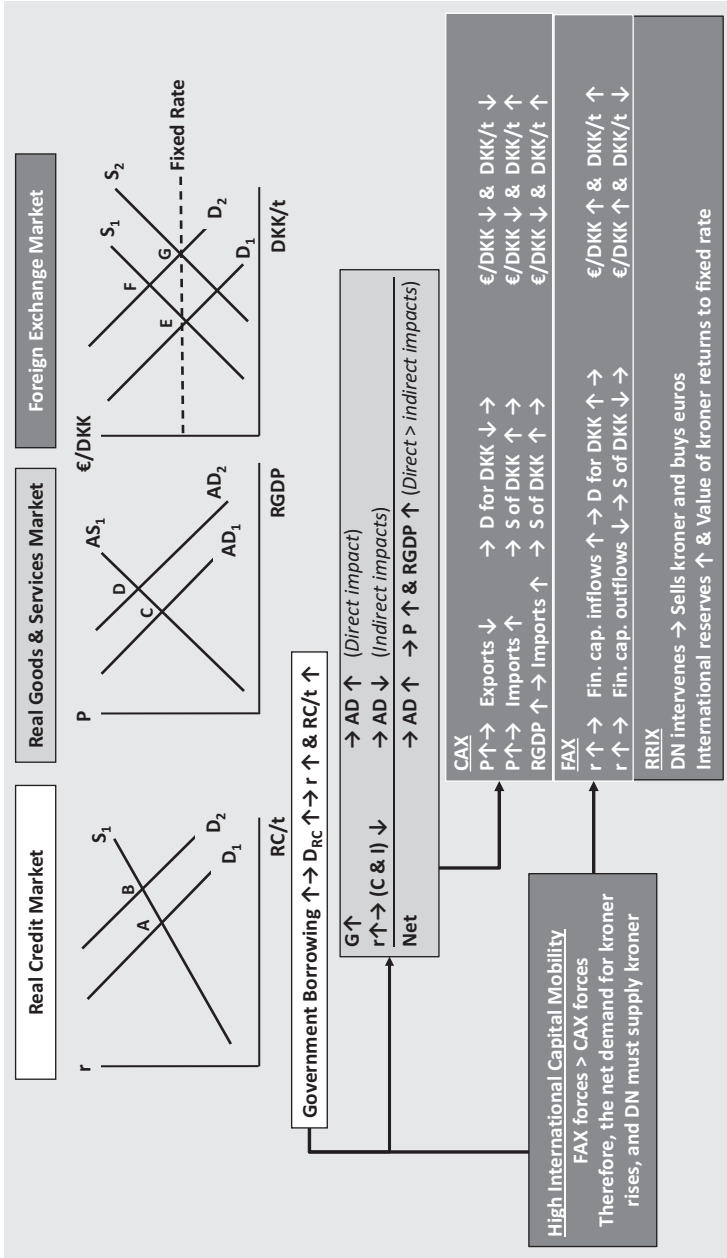 Real Credit Market
r
S₁
B
A
D₂
D₁
RC/t
Real Goods & Services Market
P
AS₁
D
C
AD₂
AD₁
RGDP
Foreign Exchange Market
€/DKK
S₁
S₂
F
G
E
Fixed Rate
D₂
D₁
DKK/t
Government Borrowing ↑→ D_RC ↑→ r ↑ & RC/t ↑
G↑ → AD ↑ (Direct impact)
r↑→ (C & I) ↓ → AD ↓ (Indirect impacts)
Net → AD ↑ → P ↑ & RGDP ↑ (Direct > indirect impacts)
CAX
P↑→ Exports ↓ → D for DKK ↓→ €/DKK ↓ & DKK/t ↓
P↑→ Imports ↑ → S of DKK ↑ → €/DKK ↓ & DKK/t ↑
RGDP ↑ → Imports ↑ → S of DKK ↑ → €/DKK ↓ & DKK/t ↑
FAX
r ↑ → Fin. cap. inflows ↑ → D for DKK ↑ → €/DKK ↑ & DKK/t ↑
r ↑ → Fin. cap. outflows ↓ → S of DKK ↓ → €/DKK ↑ & DKK/t ↓
RRIX
DN intervenes → Sells kroner and buys euros
International reserves ↑ & Value of kroner returns to fixed rate
High International Capital Mobility
FAX forces > CAX forces
Therefore, the net demand for kroner
rises, and DN must supply kroner